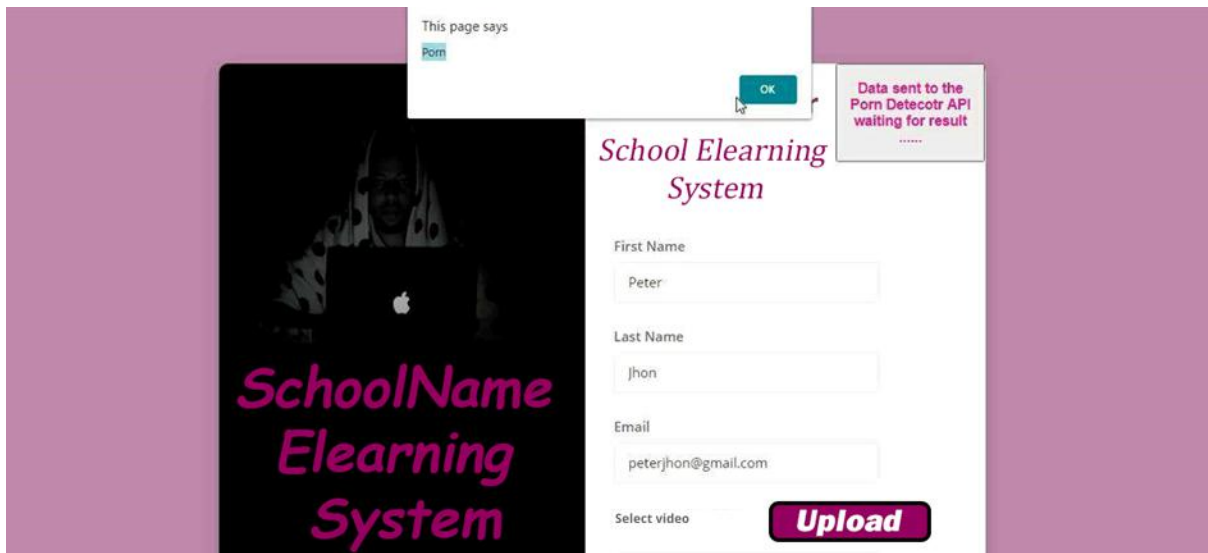 This page says
Porn
OK
Data sent to the
Porn Detecotr API
waiting for result
......
School Elearning
System
First Name
Peter
Last Name
Jhon
Email
peterjhon@gmail.com
Select video
Upload
SchoolName
Elearning
System